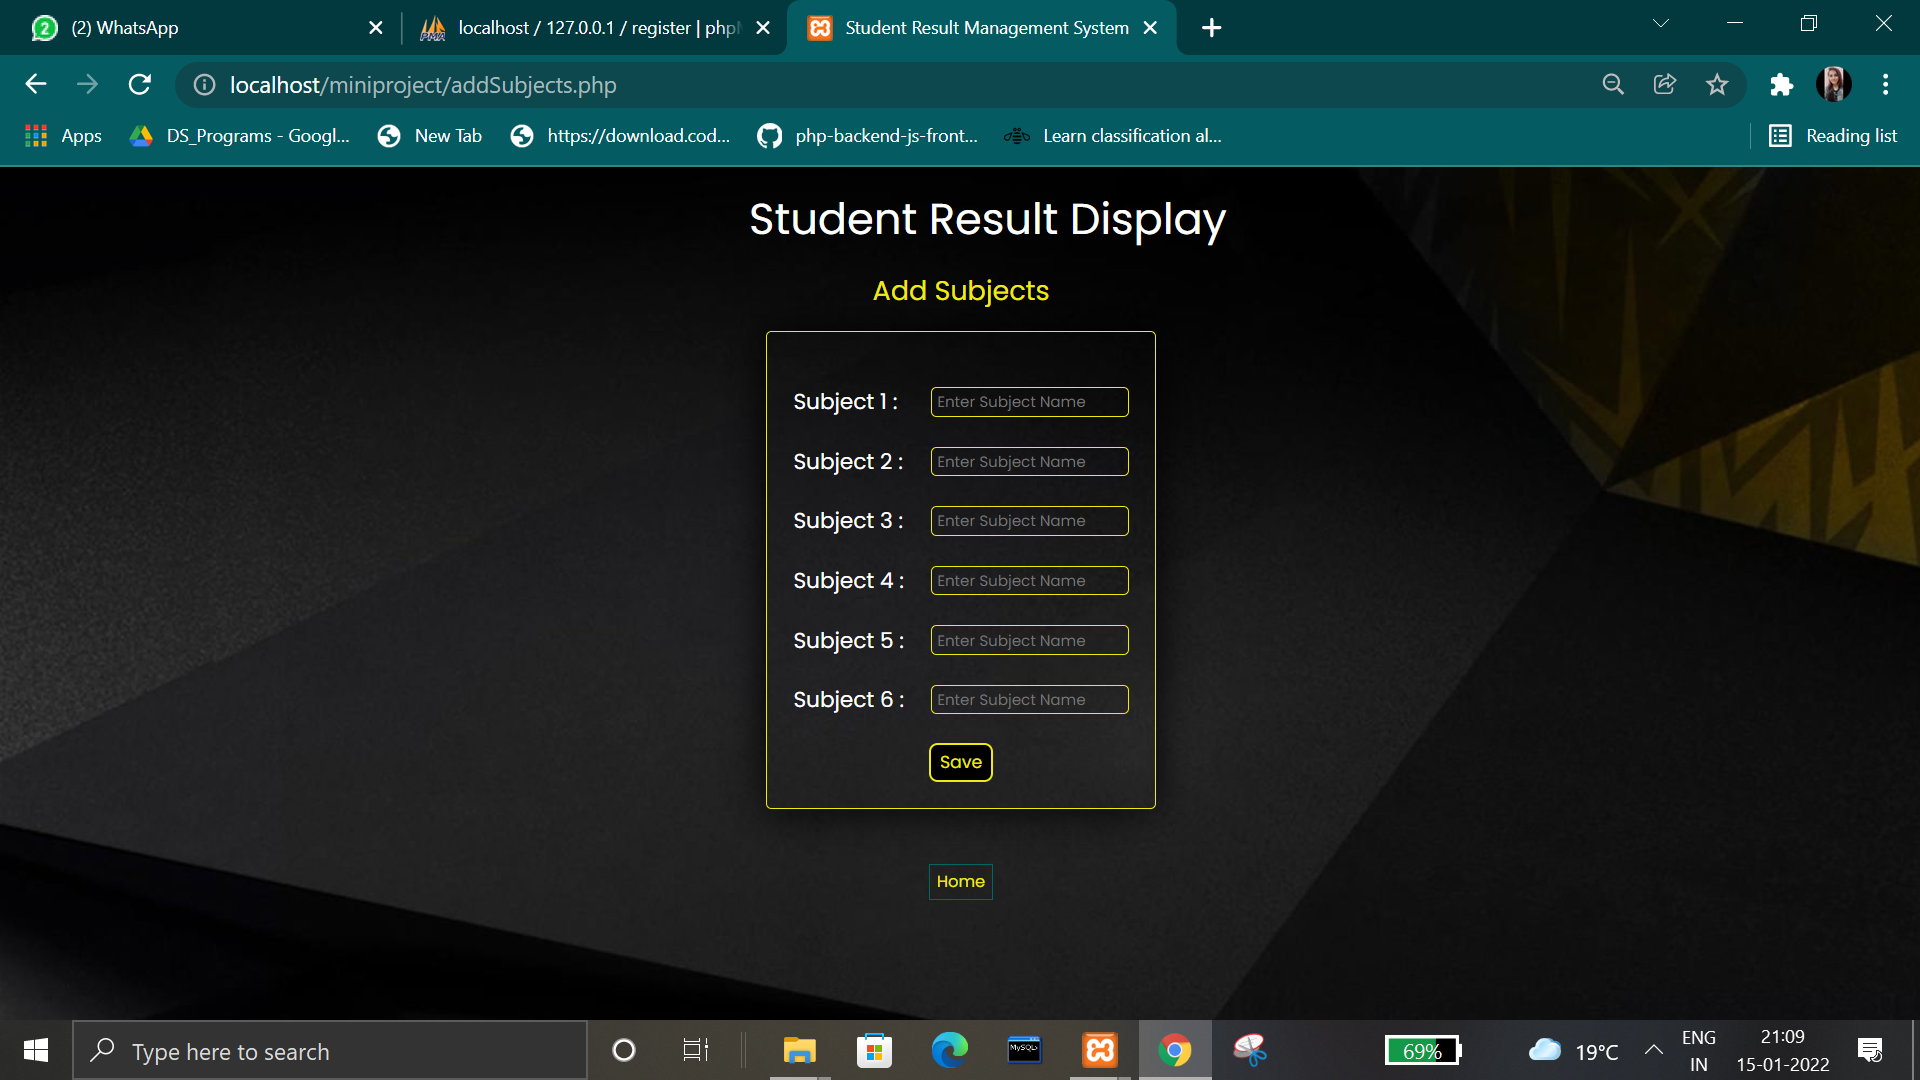 2 (2) WhatsApp
localhost / 127.0.0.1 / register | php
Student Result Management System
localhost/miniproject/addSubjects.php
Apps
DS_Programs - Googl...
New Tab
https://download.cod...
php-backend-js-front...
Learn classification al...
Reading list
Student Result Display
Add Subjects
Subject 1 : Enter Subject Name
Subject 2 : Enter Subject Name
Subject 3 : Enter Subject Name
Subject 4 : Enter Subject Name
Subject 5 : Enter Subject Name
Subject 6 : Enter Subject Name
Save
Home
Type here to search
MySQL
69%
19°C
ENG
IN
21:09
15-01-2022